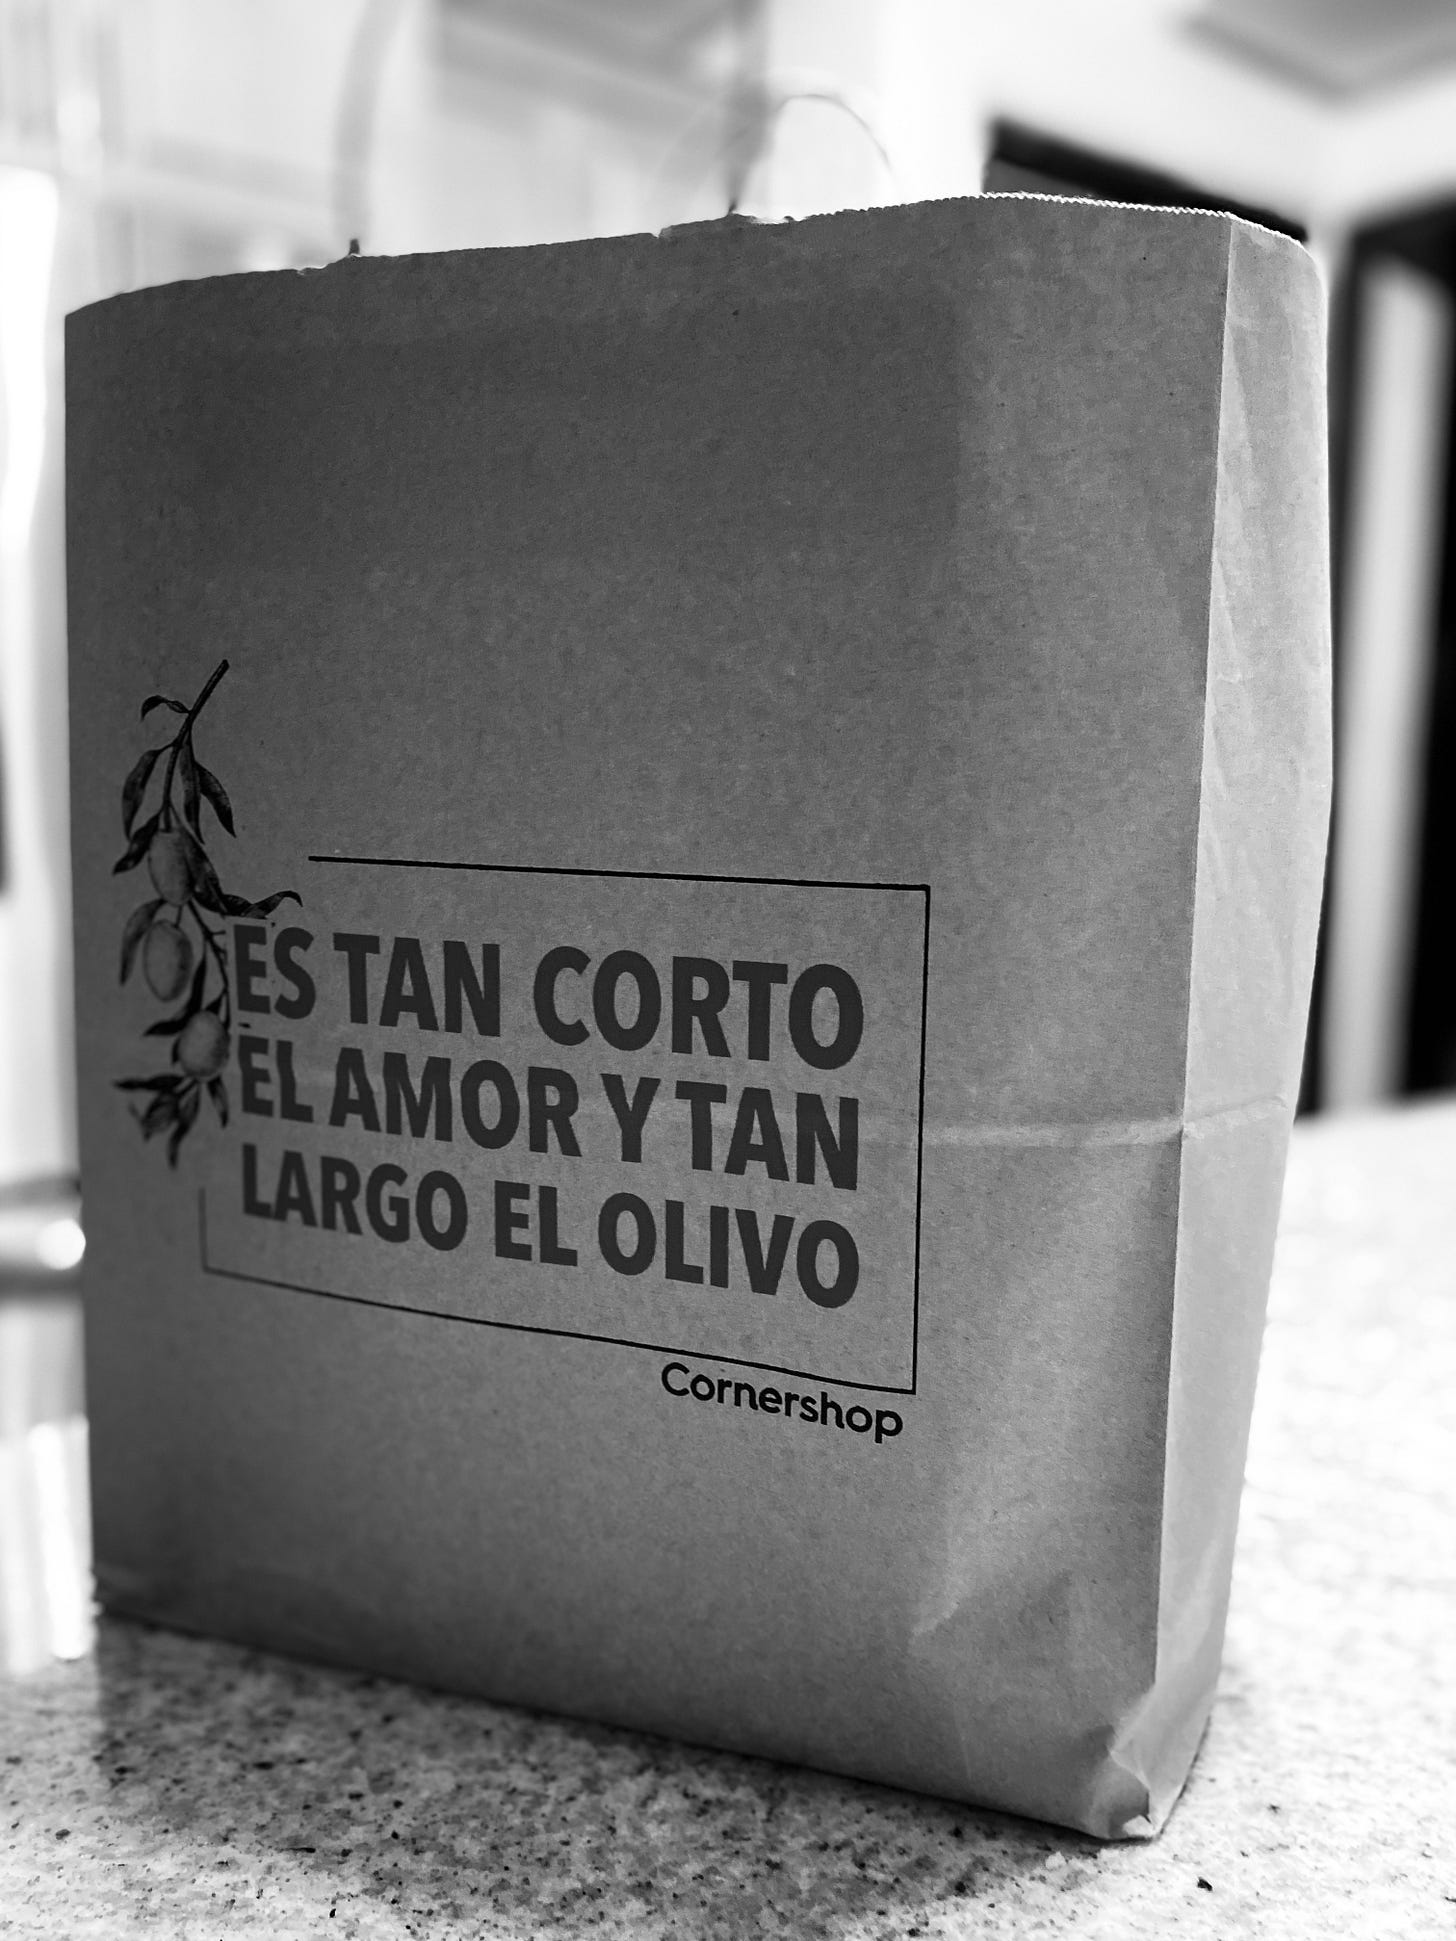 ES TAN CORTO
EL AMOR Y TAN
LARGO EL OLIVO
Cornershop